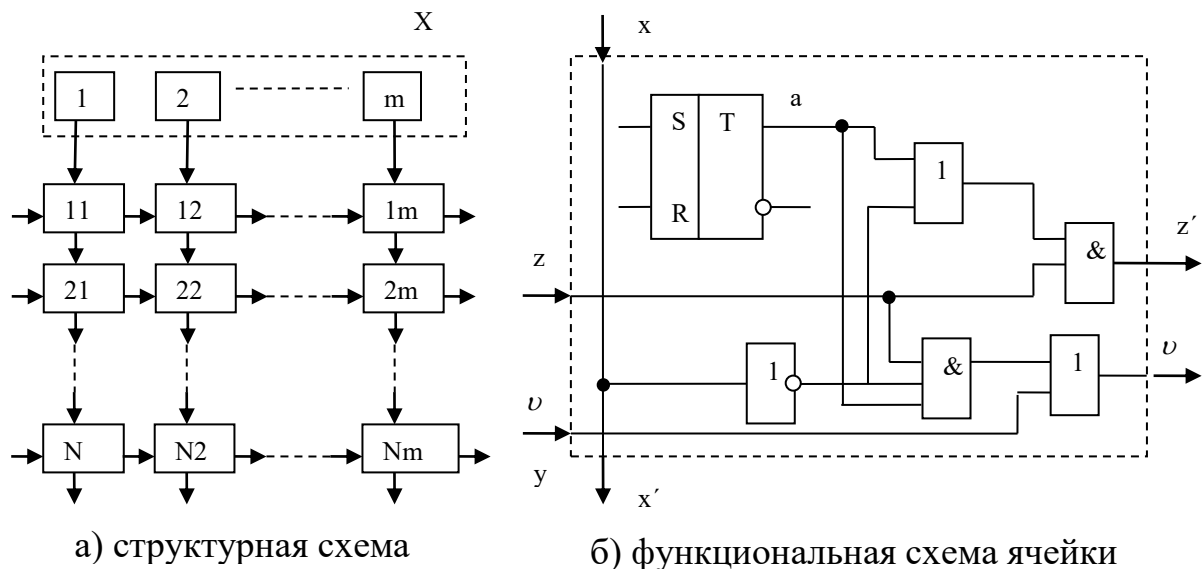 X
1 2 m
11 12 1m
21 22 2m
N N2 Nm
а) структурная схема
x
S T a
R
1
z
&
z´
1
&
1
υ
υ
y
x´
б) функциональная схема ячейки